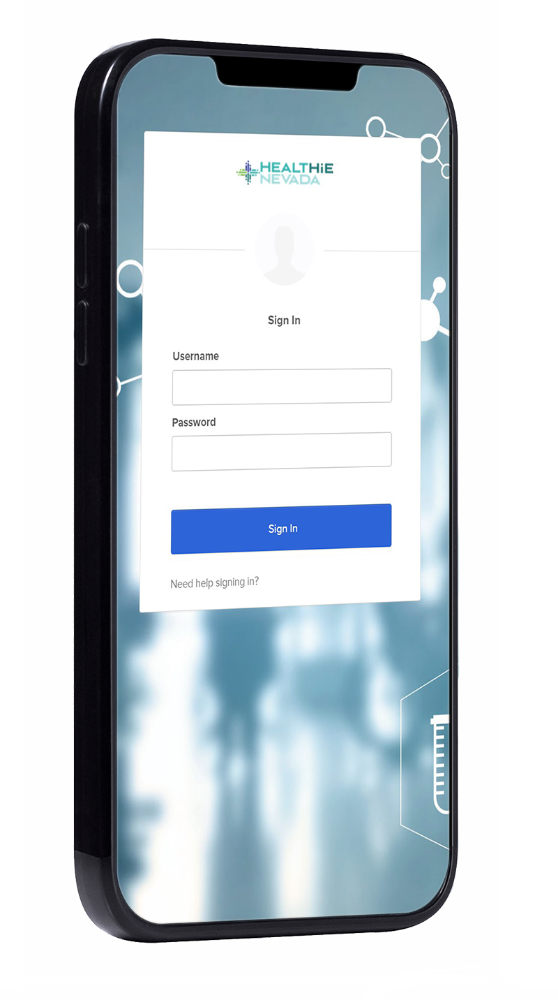 HEALTHiE
NEVADA
Sign In
Username
Password
Sign In
Need help signing in?